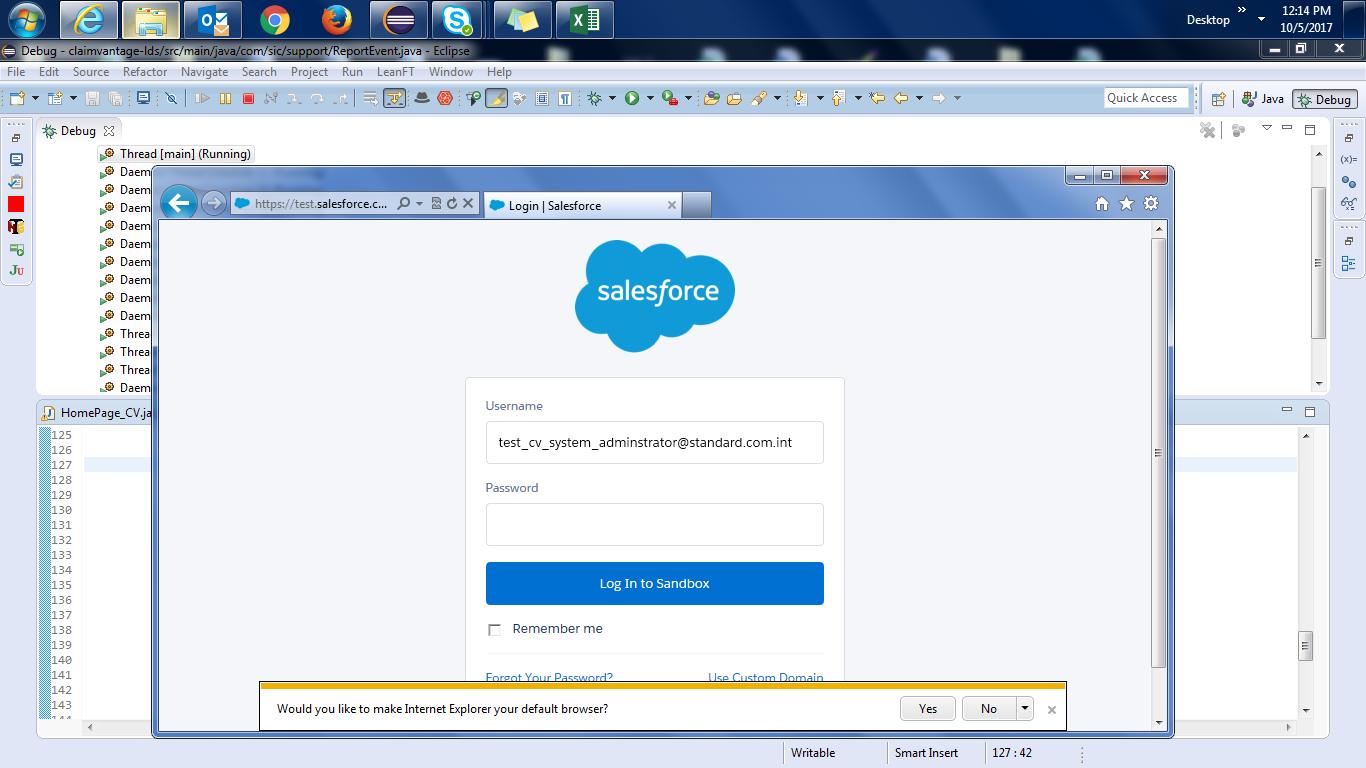 Desktop
12:14 PM
10/5/2017
Debug - claimvantage-lds/src/main/java/com/sic/support/ReportEvent.java - Eclipse
File Edit Source Refactor Navigate Search Project Run LeanFT Window Help
Quick Access
Java
Debug
Debug
Thread [main] (Running)
Daem
Daem
Daem
Daem
Daem
Daem
Daem
Daem
Daem
Threa
Threa
Threa
Daem
https://test.salesforce.c...
Login | Salesforce
salesforce
Username
test_cv_system_adminstrator@standard.com.int
Password
Log In to Sandbox
Remember me
Forgot Your Password? Use Custom Domain
Would you like to make Internet Explorer your default browser? Yes No
HomePage_CV.ja
125
126
127
128
129
130
131
132
133
134
135
136
137
138
139
140
141
142
143
144
Writable Smart Insert 127 : 42